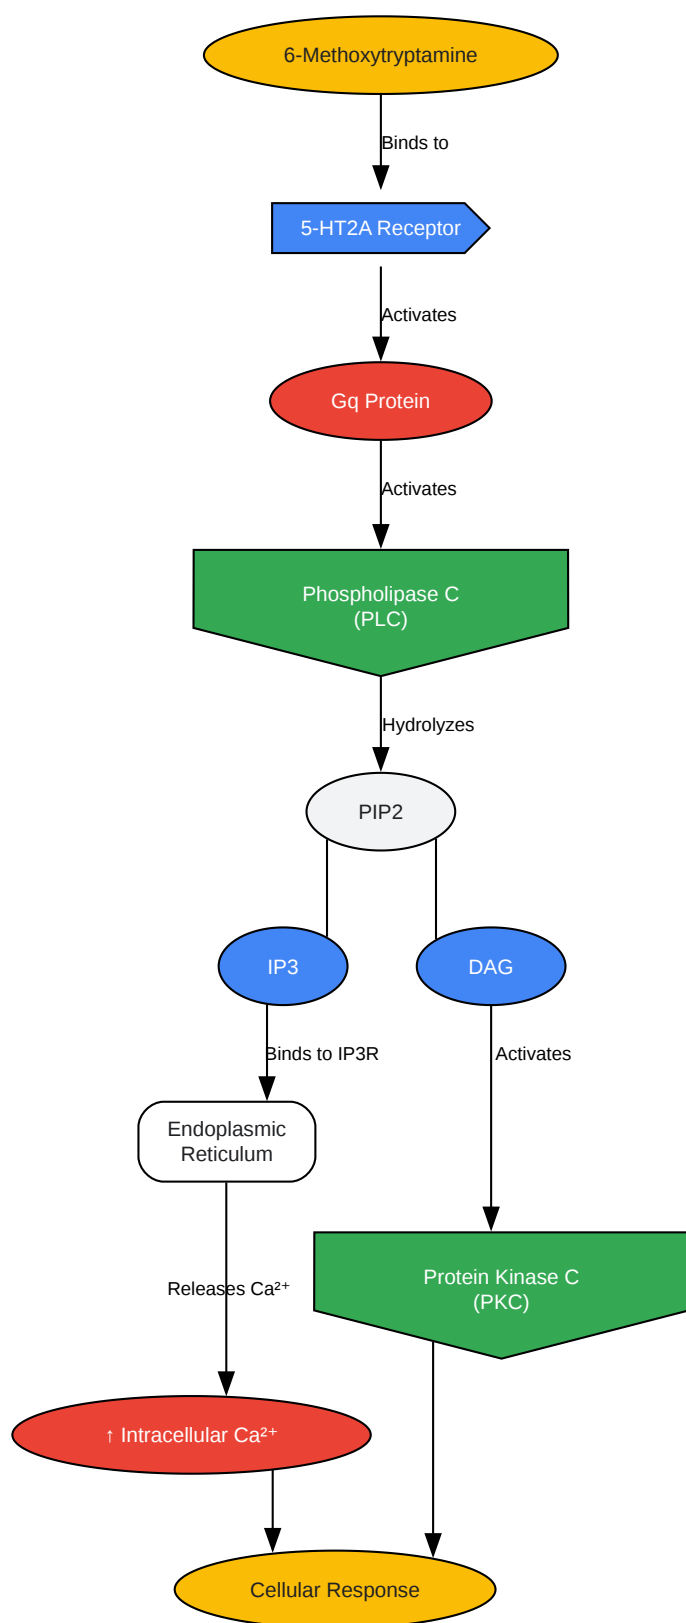 6-Methoxytryptamine
Binds to
5-HT2A Receptor
Activates
Gq Protein
Activates
Phospholipase C
(PLC)
Hydrolyzes
PIP2
IP3
DAG
Binds to IP3R
Activates
Endoplasmic
Reticulum
Releases Ca²⁺
Protein Kinase C
(PKC)
↑ Intracellular Ca²⁺
Cellular Response